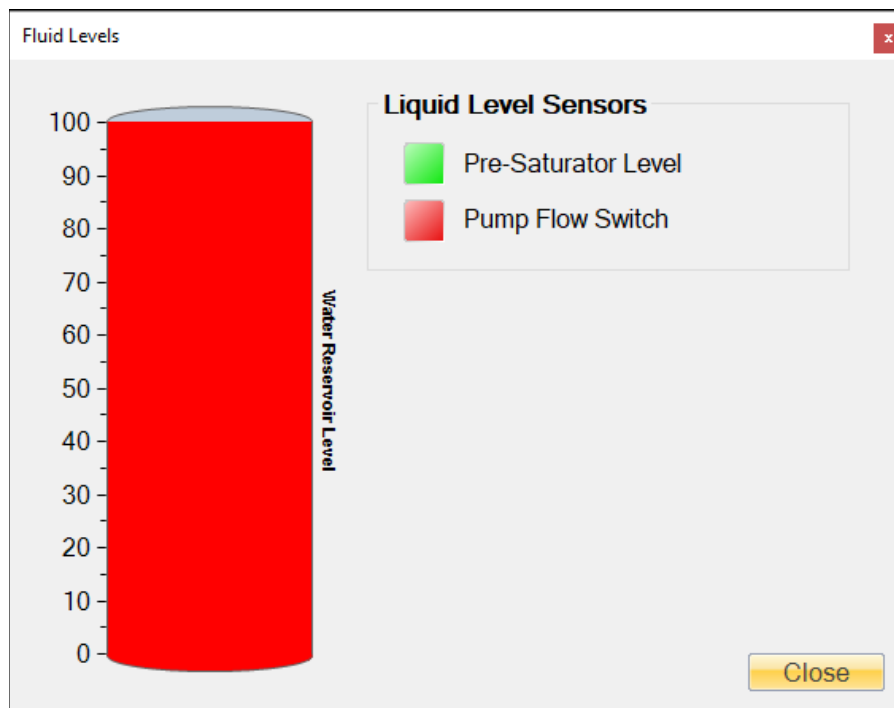 Fluid Levels
x
100
90
80
70
60
50
40
30
20
10
0
Water Reservoir Level
Liquid Level Sensors
Pre-Saturator Level
Pump Flow Switch
Close